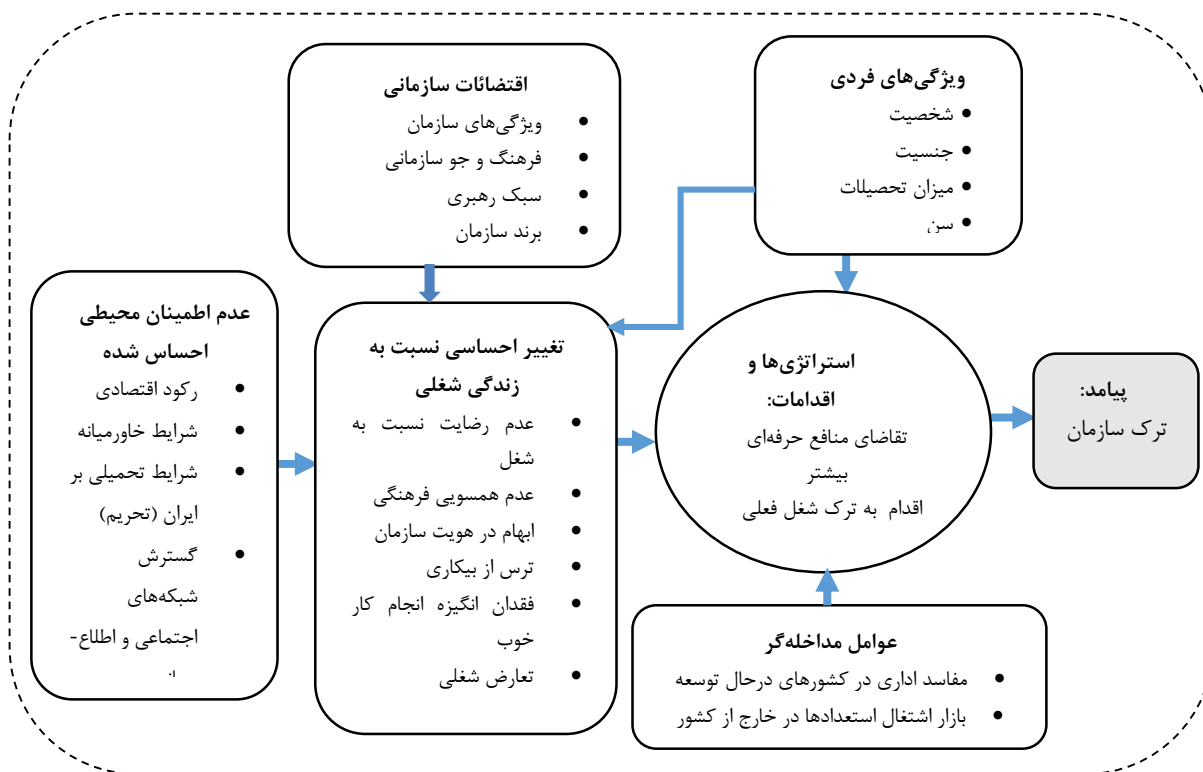 ویژگی‌های فردی
• شخصیت
• جنسیت
• میزان تحصیلات
• سن
اقتضائات سازمانی
• ویژگی‌های سازمان
• فرهنگ و جو سازمانی
• سبک رهبری
• برند سازمان
عدم اطمینان محیطی
احساس شده
• رکود اقتصادی
• شرایط خاورمیانه
• شرایط تحمیلی بر
ایران (تحریم)
• گسترش
شبکه‌های
اجتماعی و اطلاع-
تغییر احساسی نسبت به
زندگی شغلی
• عدم رضایت نسبت به
شغل
• عدم همسویی فرهنگی
• ابهام در هویت سازمان
• ترس از بیکاری
• فقدان انگیزه انجام کار
خوب
• تعارض شغلی
استراتژی‌ها و
اقدامات:
تقاضای منافع حرفه‌ای
بیشتر
اقدام به ترک شغل فعلی
پیامد:
ترک سازمان
عوامل مداخله‌گر
• مفاسد اداری در کشورهای درحال توسعه
• بازار اشتغال استعدادها در خارج از کشور